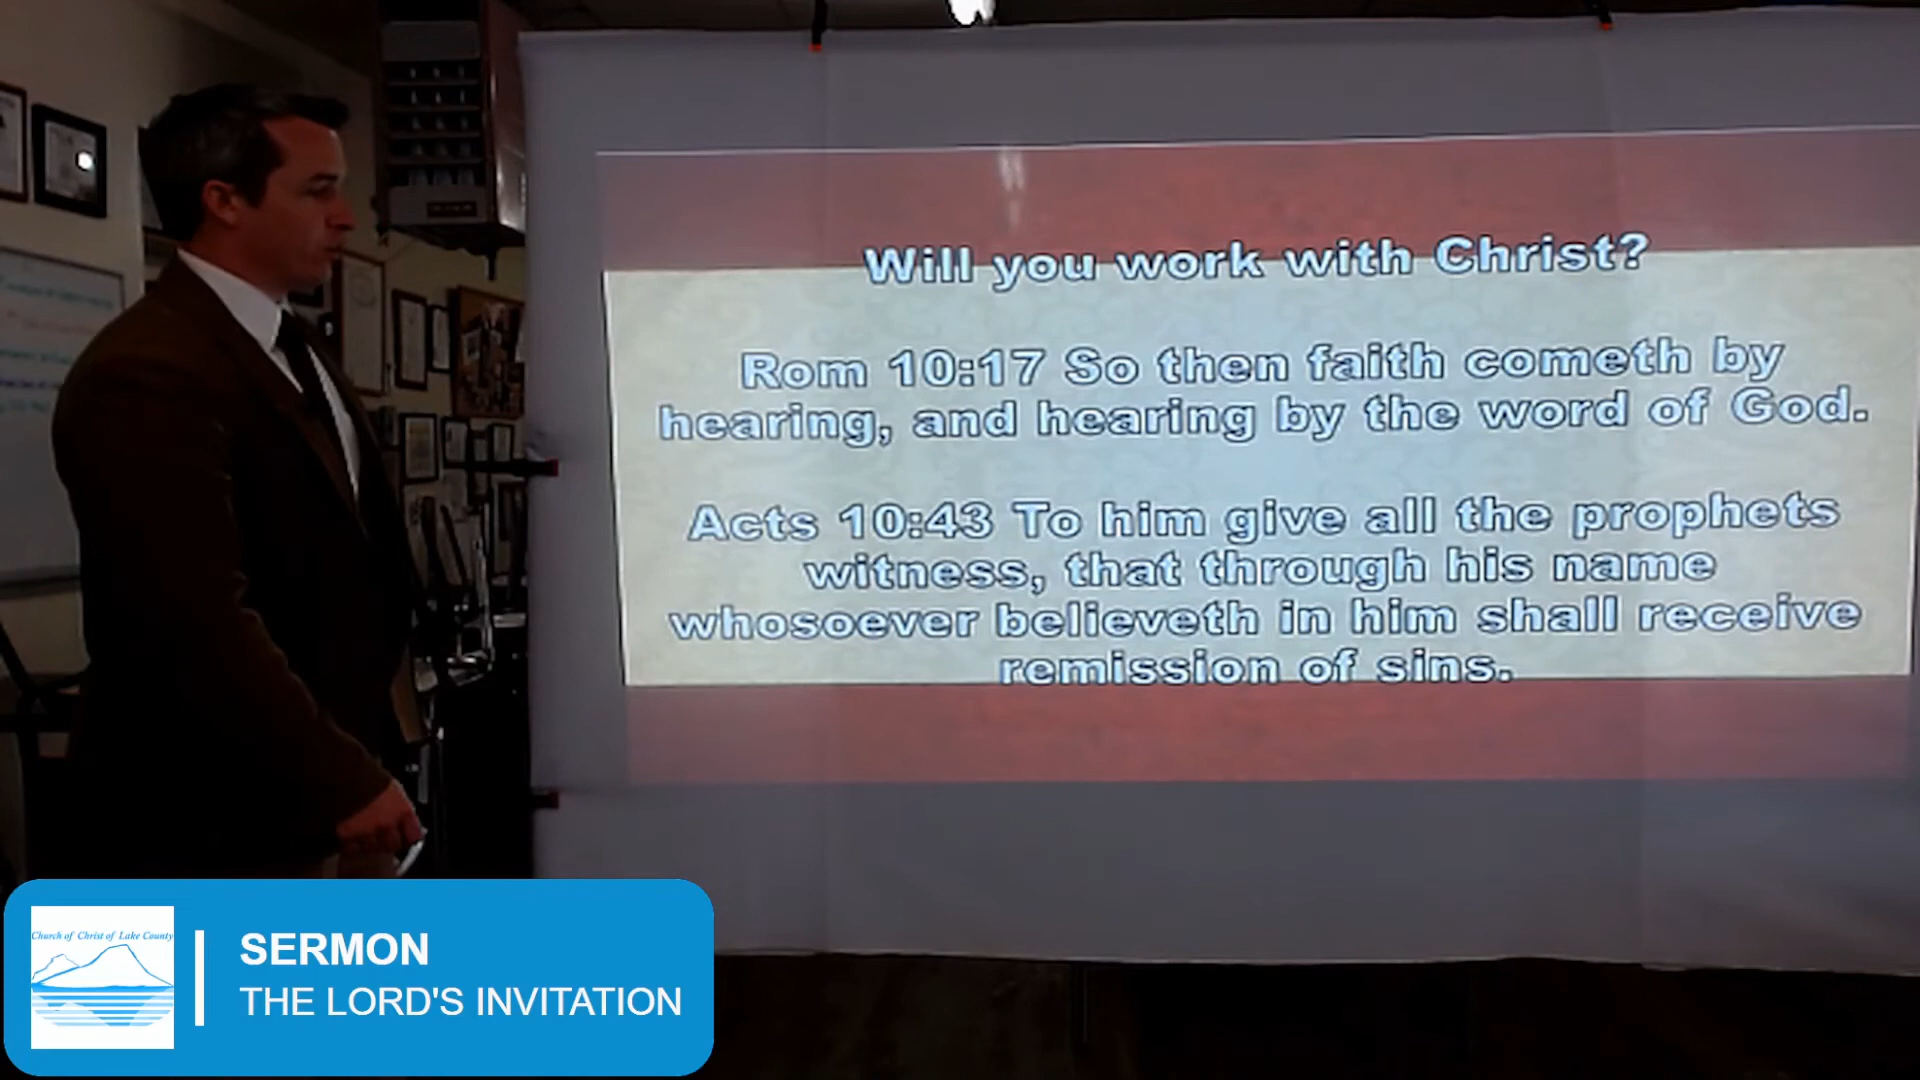 Will you work with Christ?
Rom 10:17 So then faith cometh by
hearing, and hearing by the word of God.
Acts 10:43 To him give all the prophets
witness, that through his name
whosoever believeth in him shall receive
remission of sins.
Church of Christ of Lake County
SERMON
THE LORD'S INVITATION